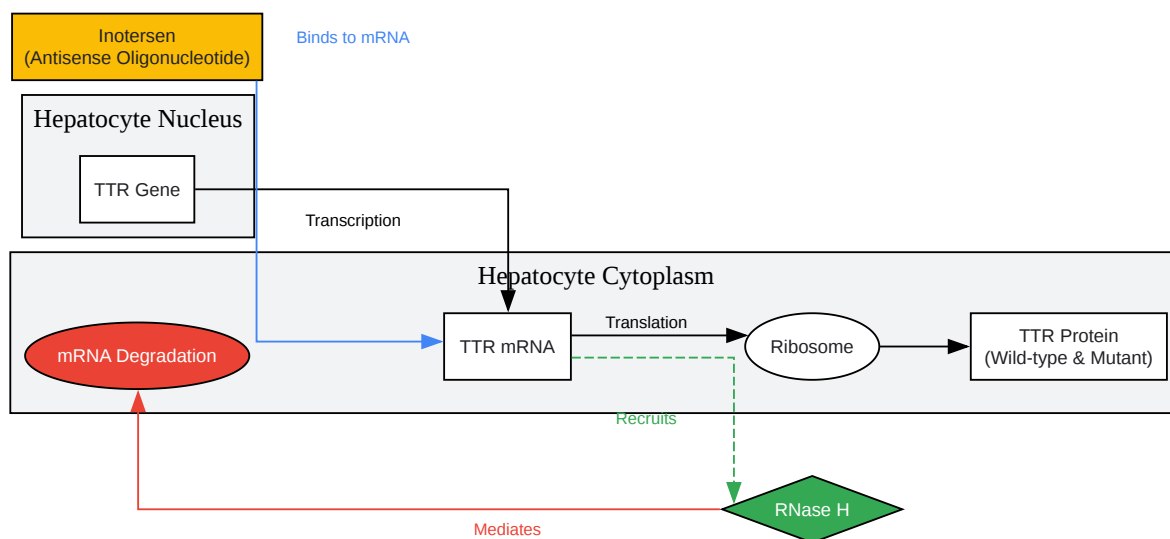 Inotersen
(Antisense Oligonucleotide)
Binds to mRNA
Hepatocyte Nucleus
TTR Gene
Transcription
Hepatocyte Cytoplasm
mRNA Degradation
TTR mRNA
Translation
Ribosome
TTR Protein
(Wild-type & Mutant)
Recruits
RNase H
Mediates